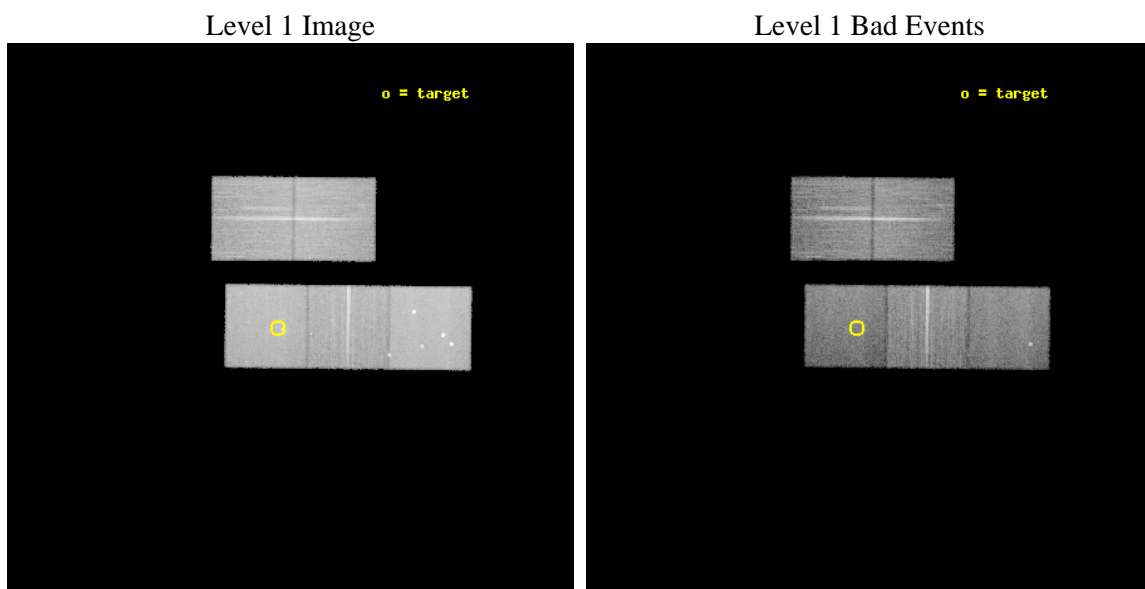 Level 1 Image
Level 1 Bad Events
o = target
o = target